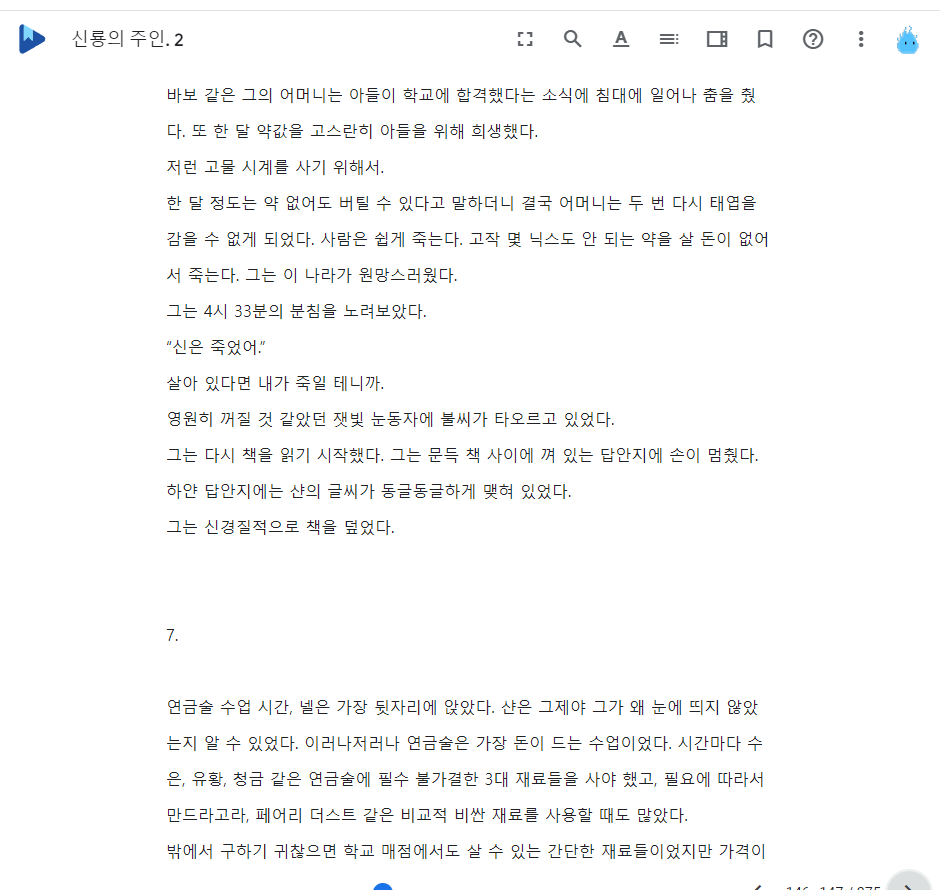 신룡의 주인. 2
바보 같은 그의 어머니는 아들이 학교에 합격했다는 소식에 침대에 일어나 춤을 췄
다. 또 한 달 약값을 고스란히 아들을 위해 희생했다.
저런 고물 시계를 사기 위해서.
한 달 정도는 약 없어도 버틸 수 있다고 말하더니 결국 어머니는 두 번 다시 태엽을
감을 수 없게 되었다. 사람은 쉽게 죽는다. 고작 몇 닉스도 안 되는 약을 살 돈이 없어
서 죽는다. 그는 이 나라가 원망스러웠다.
그는 4시 33분의 분침을 노려보았다.
“신은 죽었어.”
살아 있다면 내가 죽일 테니까.
영원히 꺼질 것 같았던 잿빛 눈동자에 불씨가 타오르고 있었다.
그는 다시 책을 읽기 시작했다. 그는 문득 책 사이에 껴 있는 답안지에 손이 멈췄다.
하얀 답안지에는 샨의 글씨가 동글동글하게 맺혀 있었다.
그는 신경질적으로 책을 덮었다.
7.
연금술 수업 시간, 넬은 가장 뒷자리에 앉았다. 샨은 그제야 그가 왜 눈에 띄지 않았
는지 알 수 있었다. 이러나저러나 연금술은 가장 돈이 드는 수업이었다. 시간마다 수
은, 유황, 청금 같은 연금술에 필수 불가결한 3대 재료들을 사야 했고, 필요에 따라서
만드라고라, 페어리 더스트 같은 비교적 비싼 재료를 사용할 때도 많았다.
밖에서 구하기 귀찮으면 학교 매점에서도 살 수 있는 간단한 재료들이었지만 가격이